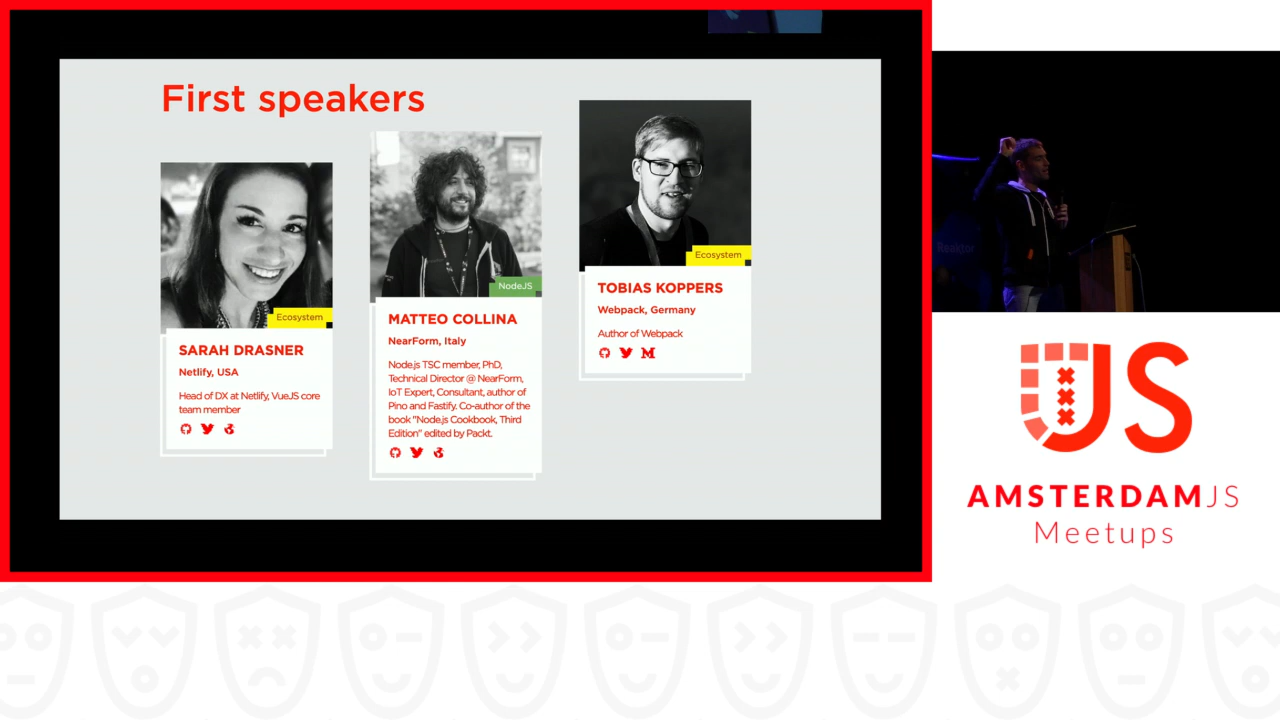 First speakers
Ecosystem
SARAH DRASNER
Netlify, USA
Head of DX at Netlify, VueJS core
team member
NodeJS
MATTEO COLLINA
NearForm, Italy
Node.js TSC member, PhD,
Technical Director @ NearForm,
IoT Expert, Consultant, author of
Pino and Fastify. Co-author of the
book "Node.js Cookbook, Third
Edition" edited by Packt.
Ecosystem
TOBIAS KOPPERS
Webpack, Germany
Author of Webpack
Reaktor
JS
AMSTERDAMJS
Meetups